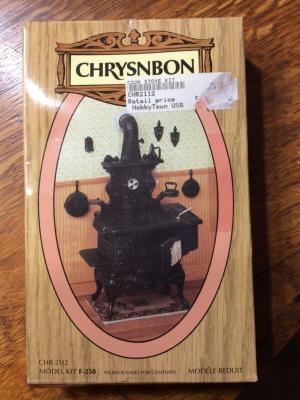 CHRYSNBON
COOK STOVE KIT
CHR2112
Retail price
HobbyTown USA
CHR-2112
MODEL KIT F-250
SEE BACK PANEL FOR CONTENTS
MODÈLE REDUIT